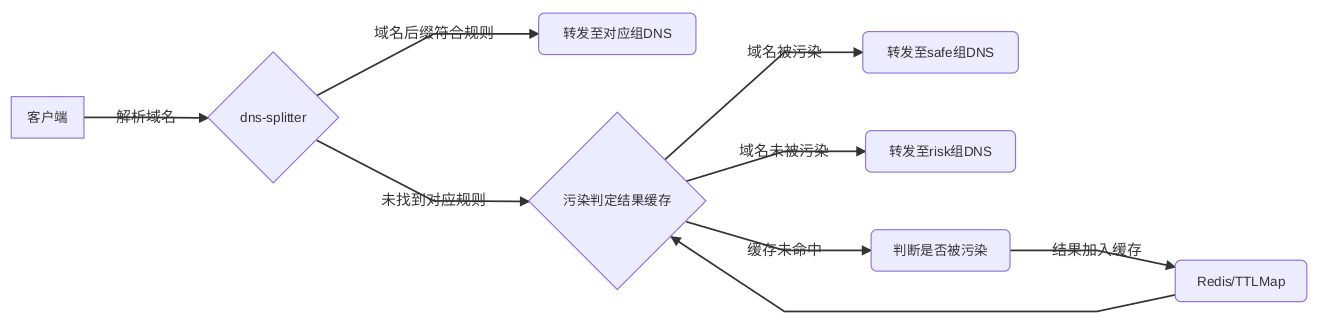 客户端
解析域名
dns-splitter
域名后缀符合规则
转发至对应组DNS
未找到对应规则
污染判定结果缓存
域名被污染
转发至safe组DNS
域名未被污染
转发至risk组DNS
缓存未命中
判断是否被污染
结果加入缓存
Redis/TTLMap